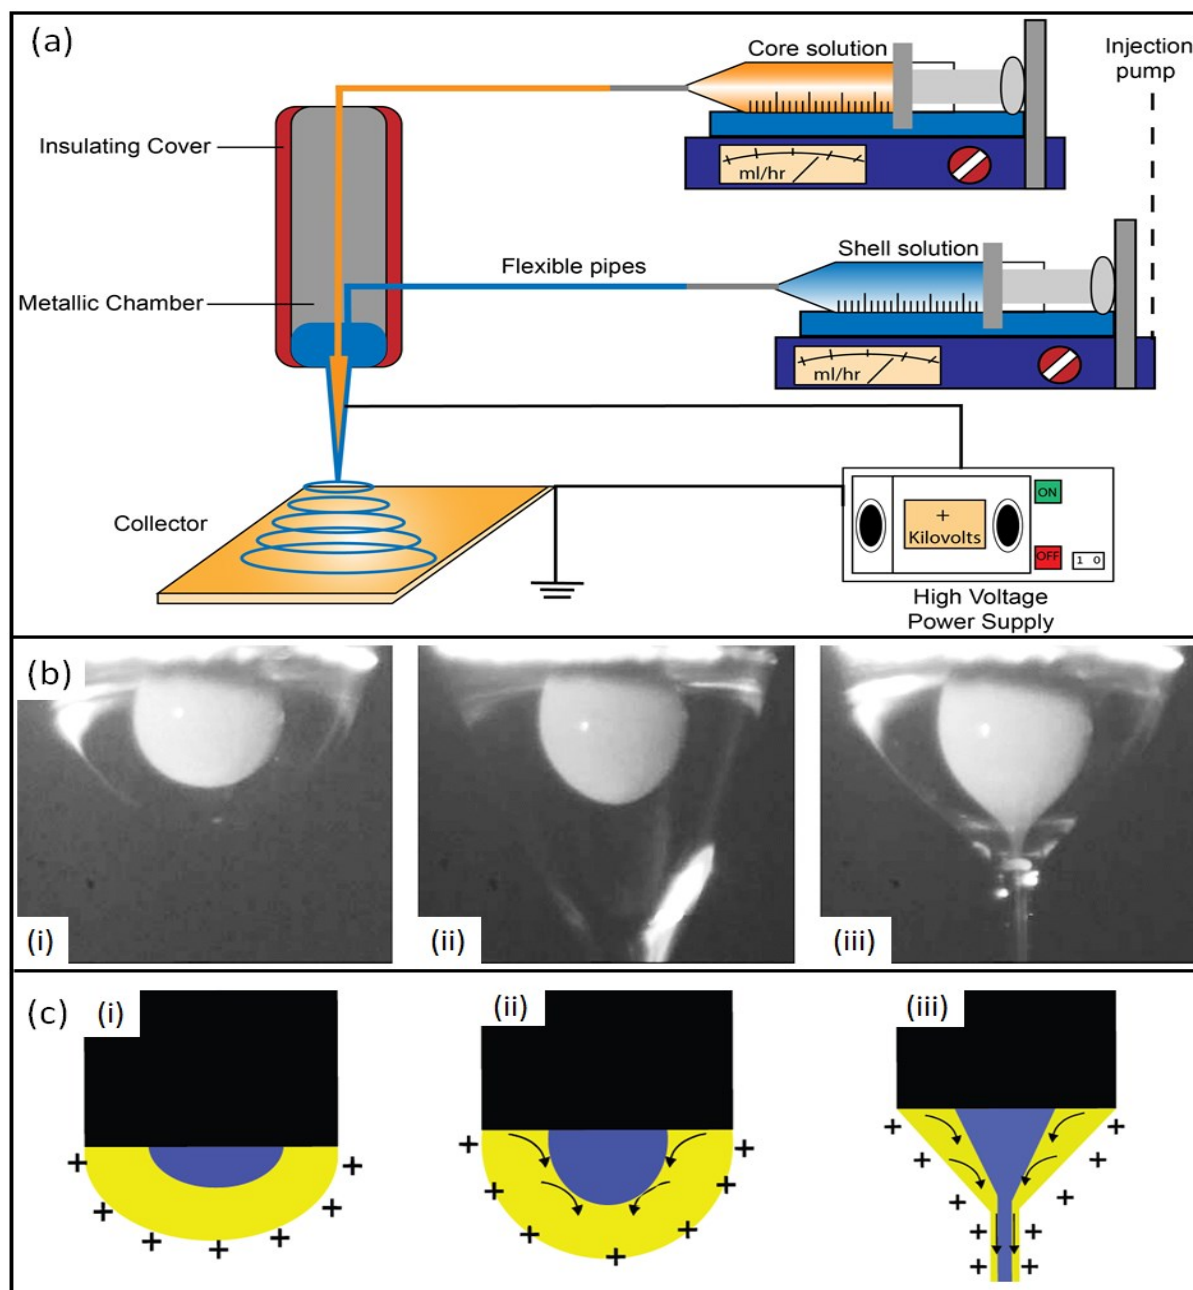 (a)
Core solution
Injection
pump
Insulating Cover
ml/hr
Shell solution
Flexible pipes
Metallic Chamber
ml/hr
Collector
+
Kilovolts
ON
OFF
1 0
High Voltage
Power Supply
(b)
(i)
(ii)
(iii)
(c)
(i)
(ii)
(iii)
+ + + + + + +
+ + + + + + +
+ + + + + + + +